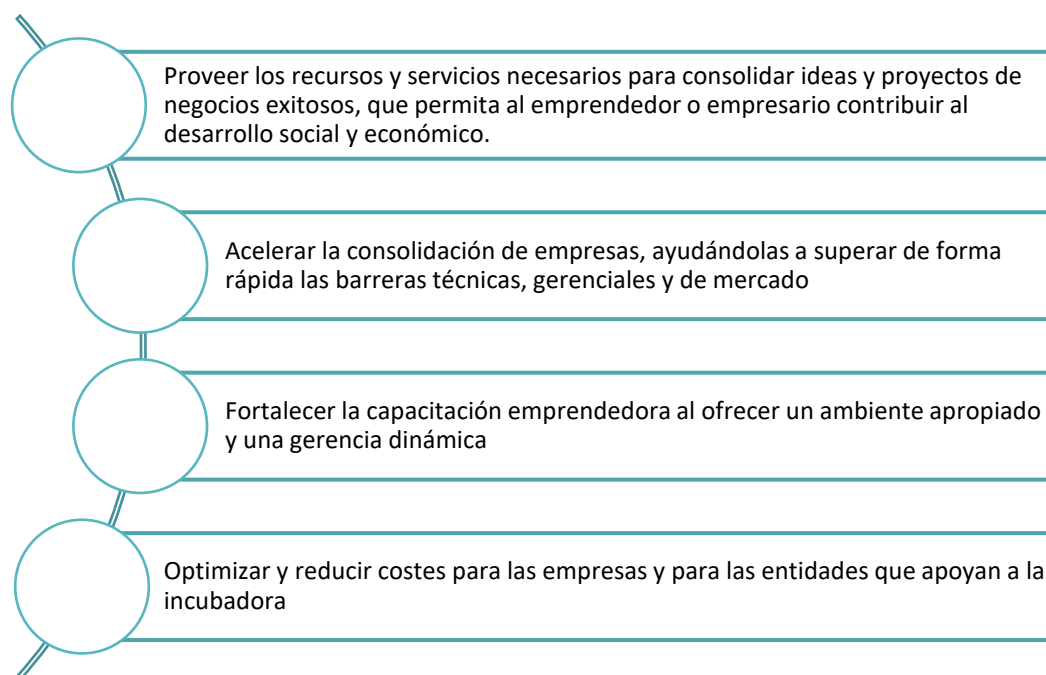 Proveer los recursos y servicios necesarios para consolidar ideas y proyectos de
negocios exitosos, que permita al emprendedor o empresario contribuir al
desarrollo social y económico.
Acelerar la consolidación de empresas, ayudándolas a superar de forma
rápida las barreras técnicas, gerenciales y de mercado
Fortalecer la capacitación emprendedora al ofrecer un ambiente apropiado
y una gerencia dinámica
Optimizar y reducir costes para las empresas y para las entidades que apoyan a la
incubadora